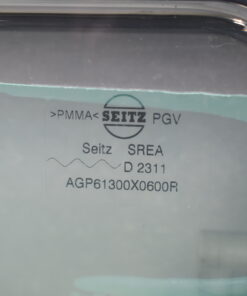 >PMMA< SEITZ PGV
Seitz SREA
D 2311
AGP61300X0600R